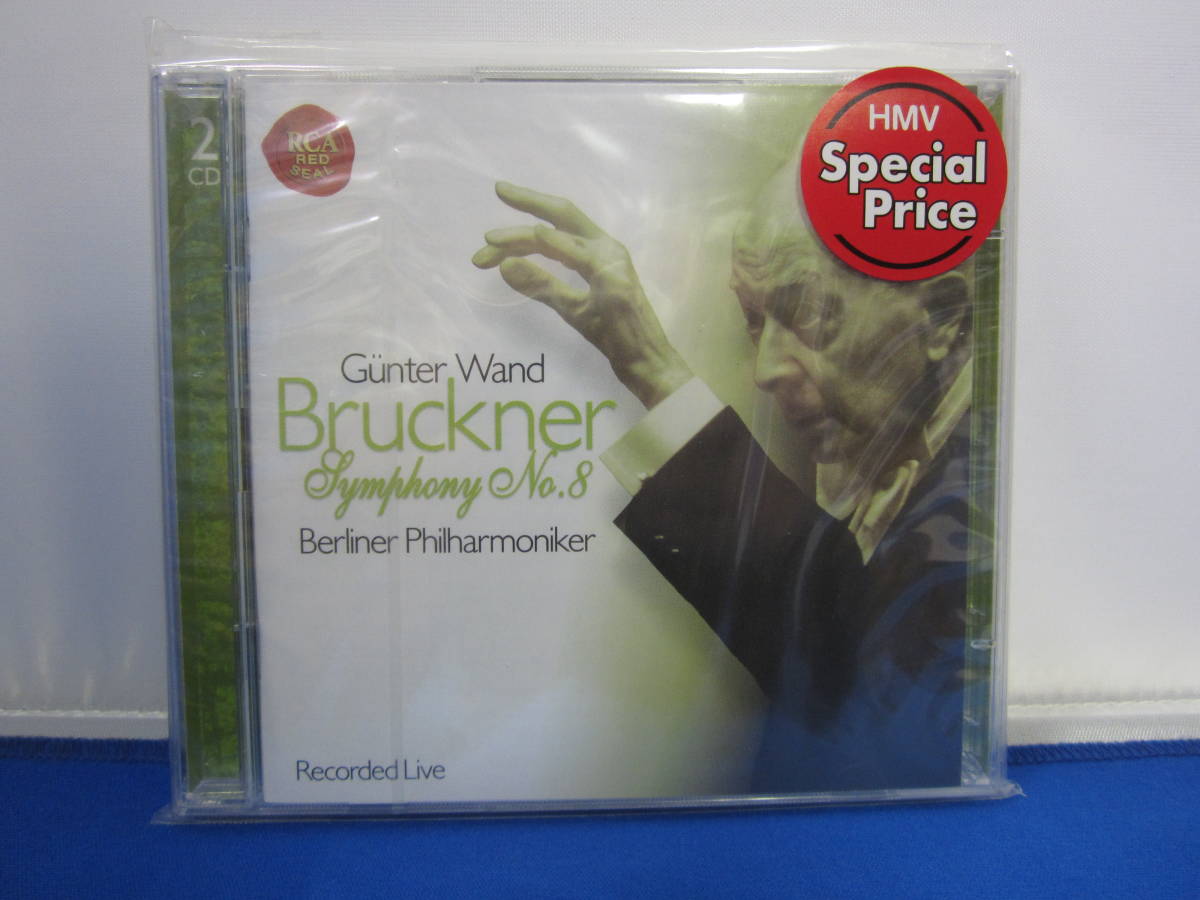 2
CD
RCA
RED
SEAL
HMV
Special
Price
Günter Wand
Bruckner
Symphony No.8
Berliner Philharmoniker
Recorded Live